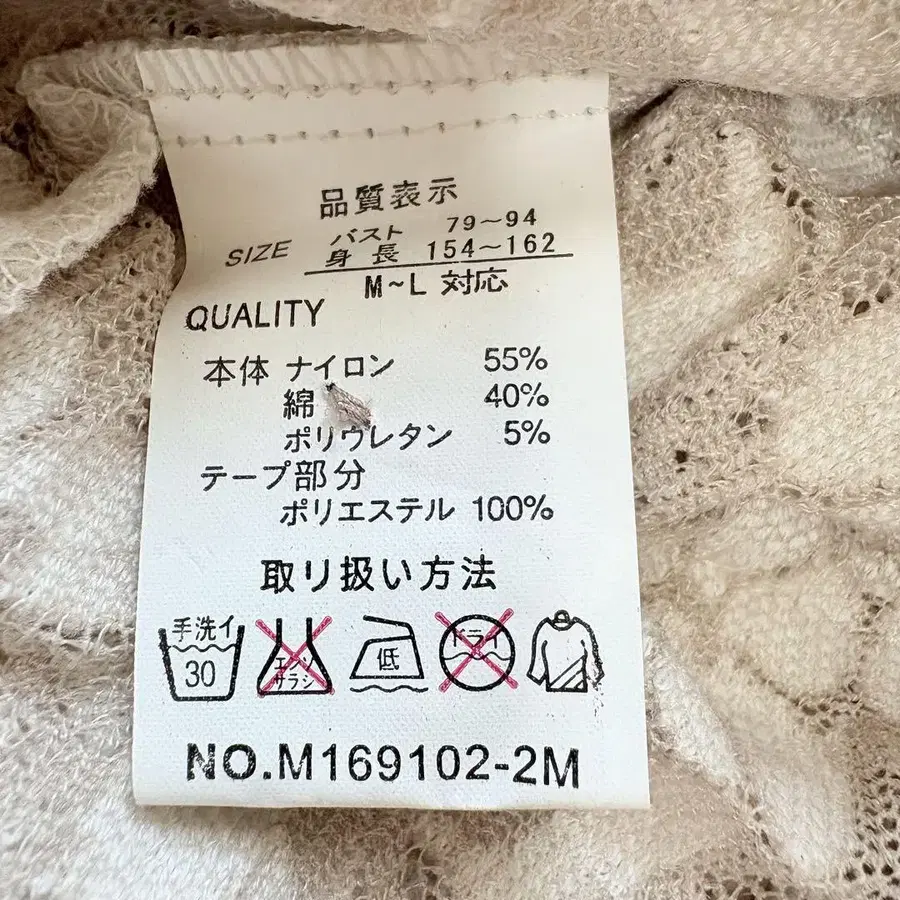 品質表示
SIZE バスト 79～94
身長 154～162
M~L 対応
QUALITY
本体 ナイロン 55%
綿 40%
ポリウレタン 5%
テープ部分
ポリエステル 100%
取り扱い方法
手洗イ
30
エンソ
サラシ
低
ドライ
NO.M169102-2M